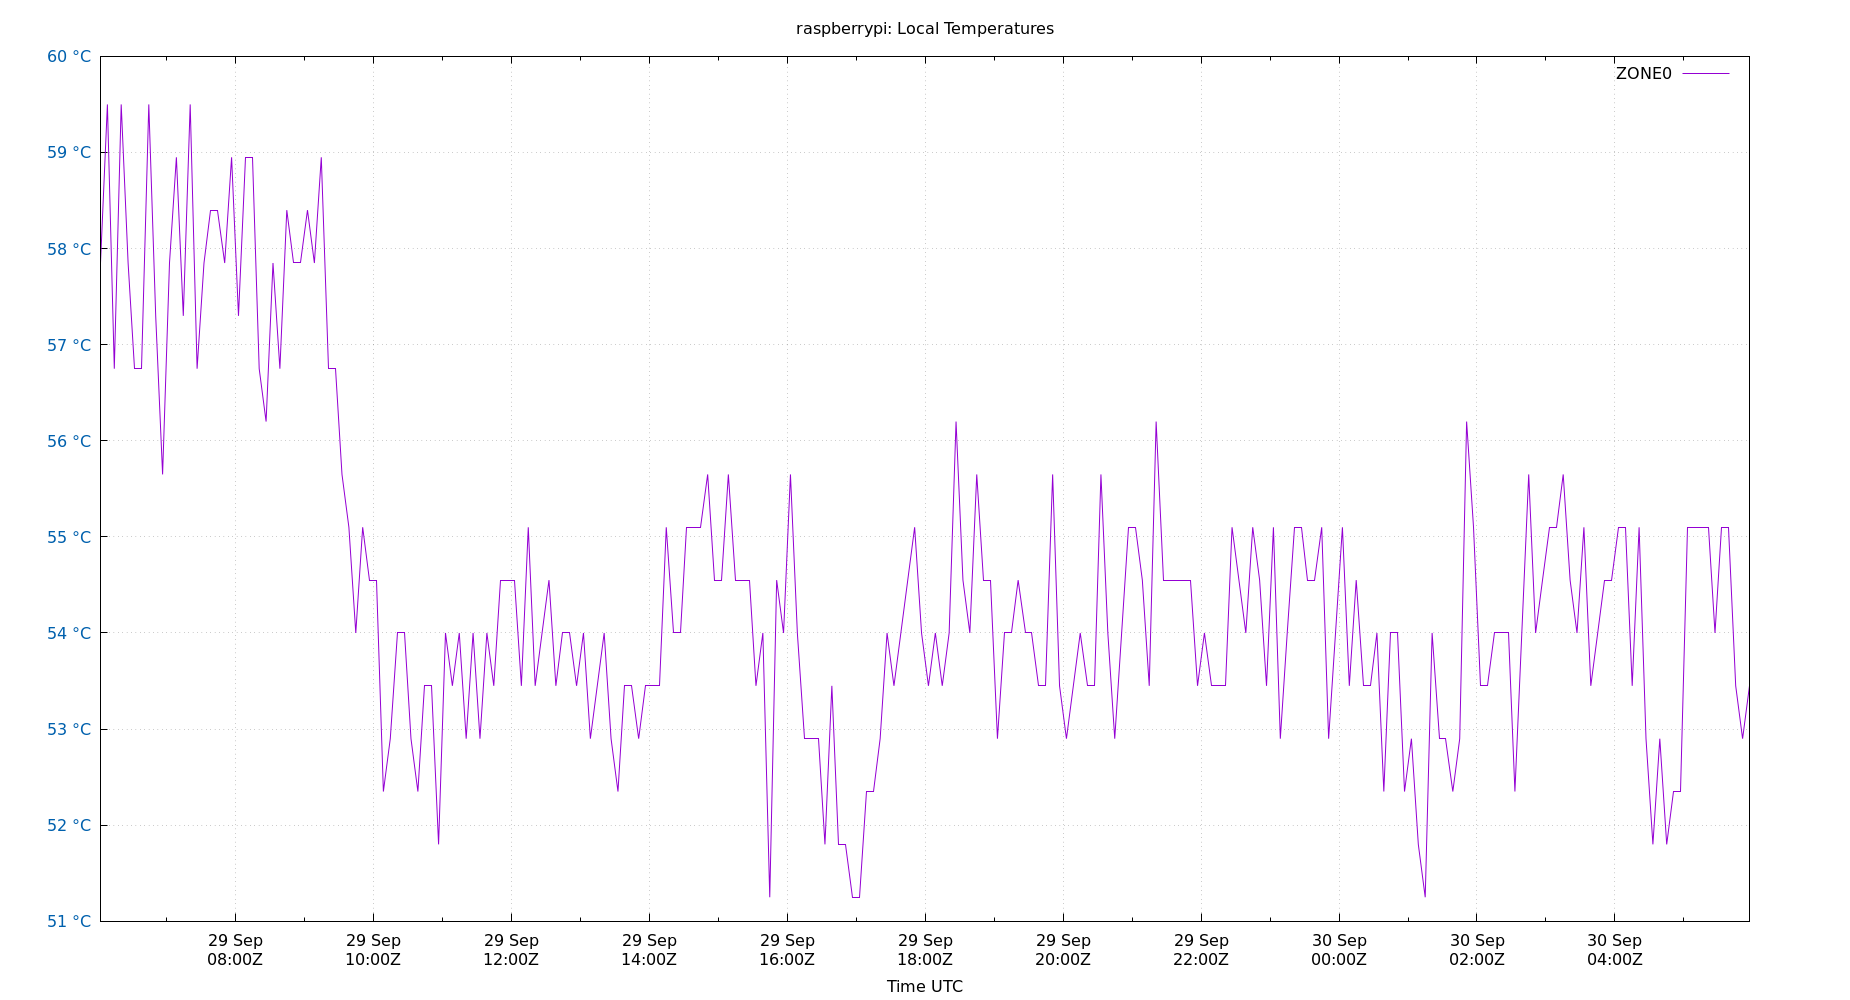 raspberrypi: Local Temperatures
60 °C
ZONE0
59 °C
58 °C
57 °C
56 °C
55 °C
54 °C
53 °C
52 °C
51 °C
29 Sep 29 Sep 29 Sep 29 Sep 29 Sep 29 Sep 29 Sep 29 Sep 30 Sep 30 Sep 30 Sep
08:00Z 10:00Z 12:00Z 14:00Z 16:00Z 18:00Z 20:00Z 22:00Z 00:00Z 02:00Z 04:00Z
Time UTC